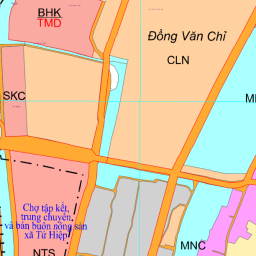 BHK
TMD
Đồng Văn Chỉ
CLN
SKC
Chợ tập kết,
trung chuyển
và bán buôn nông sản
xã Tứ Hiệp
NTS
MNC